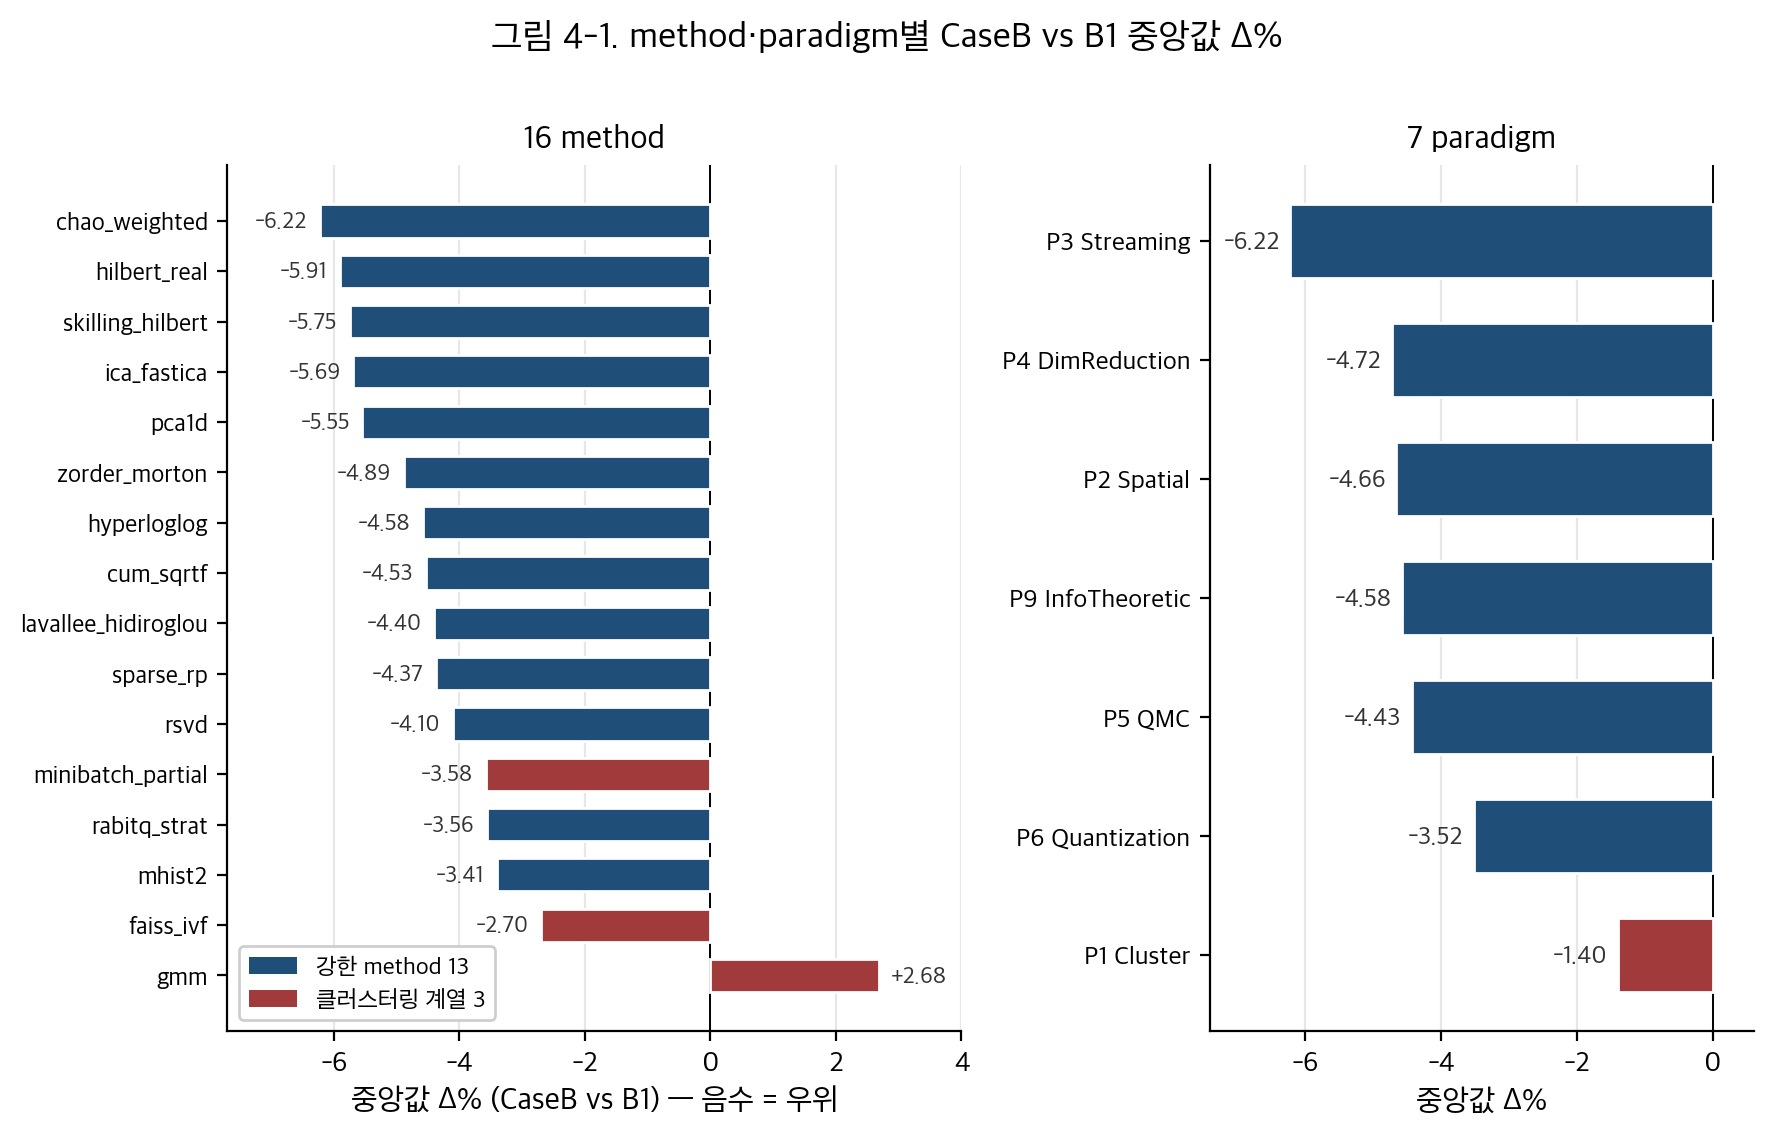 그림 4-1. method·paradigm별 CaseB vs B1 중앙값 Δ%
16 method
chao_weighted -6.22
hilbert_real -5.91
skilling_hilbert -5.75
ica_fastica -5.69
pca1d -5.55
zorder_morton -4.89
hyperloglog -4.58
cum_sqrtf -4.53
lavallee_hidiroglou -4.40
sparse_rp -4.37
rsvd -4.10
minibatch_partial -3.58
rabitq_strat -3.56
mhist2 -3.41
faiss_ivf -2.70
gmm +2.68
강한 method 13
클러스터링 계열 3
-6 -4 -2 0 2 4
중앙값 Δ% (CaseB vs B1) — 음수 = 우위
7 paradigm
P3 Streaming -6.22
P4 DimReduction -4.72
P2 Spatial -4.66
P9 InfoTheoretic -4.58
P5 QMC -4.43
P6 Quantization -3.52
P1 Cluster -1.40
-6 -4 -2 0
중앙값 Δ%